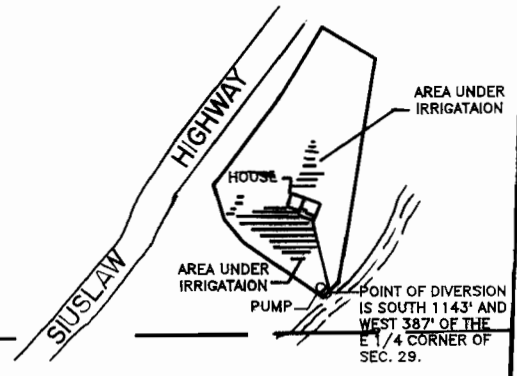 SIUSLAW HIGHWAY
AREA UNDER
IRRIGATAION
HOUSE
AREA UNDER
IRRIGATAION
PUMP
POINT OF DIVERSION
IS SOUTH 1143' AND
WEST 387' OF THE
E 1/4 CORNER OF
SEC. 29.